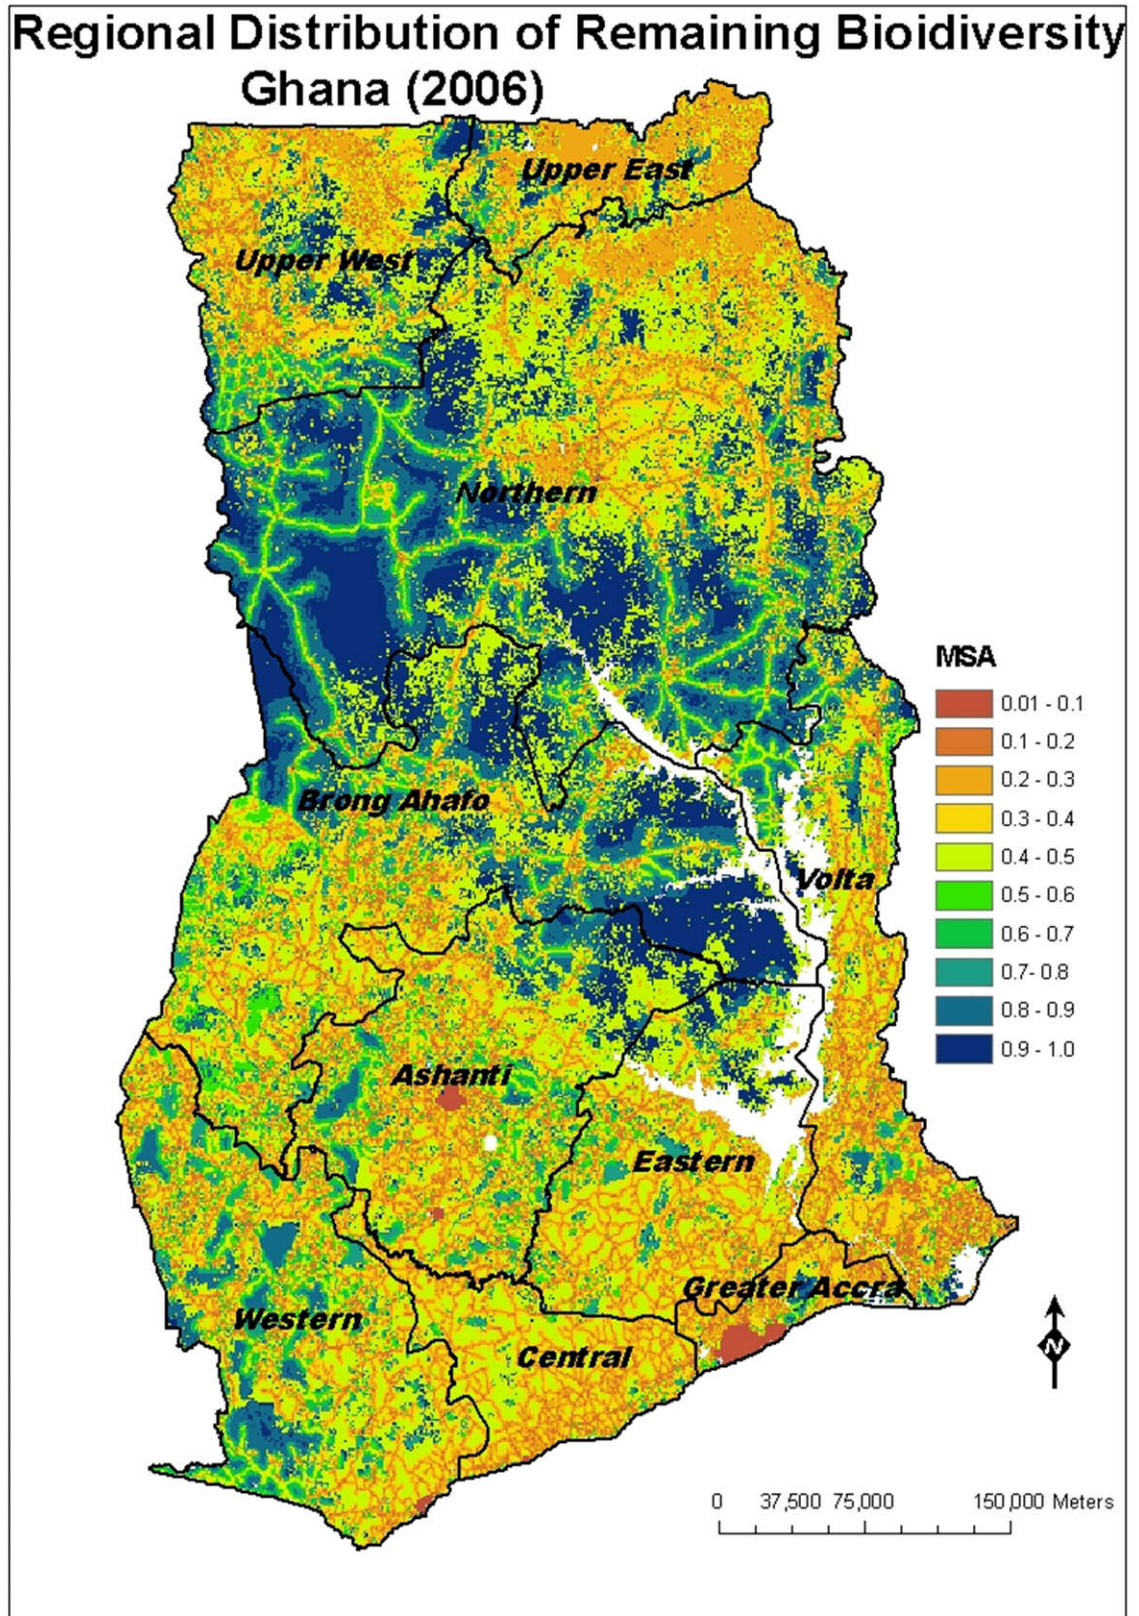 Regional Distribution of Remaining Bioidiversity
Ghana (2006)
Upper East
Upper West
Northern
MSA
0.01 - 0.1
0.1 - 0.2
0.2 - 0.3
0.3 - 0.4
0.4 - 0.5
0.5 - 0.6
0.6 - 0.7
0.7- 0.8
0.8 - 0.9
0.9 - 1.0
Brong Ahafo
Volta
Ashanti
Eastern
Greater Accra
Western
Central
N
0 37,500 75,000 150,000 Meters